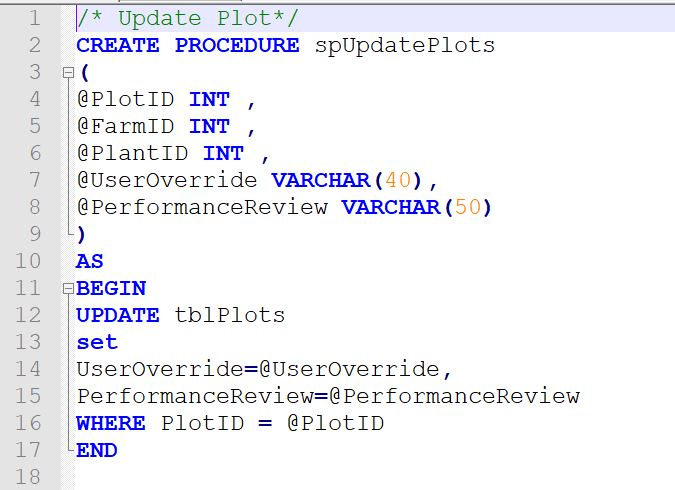 1 /* Update Plot*/
2 CREATE PROCEDURE spUpdatePlots
3 (
4 @PlotID INT ,
5 @FarmID INT ,
6 @PlantID INT ,
7 @UserOverride VARCHAR(40),
8 @PerformanceReview VARCHAR(50)
9 )
10 AS
11 BEGIN
12 UPDATE tblPlots
13 set
14 UserOverride=@UserOverride,
15 PerformanceReview=@PerformanceReview
16 WHERE PlotID = @PlotID
17 END
18